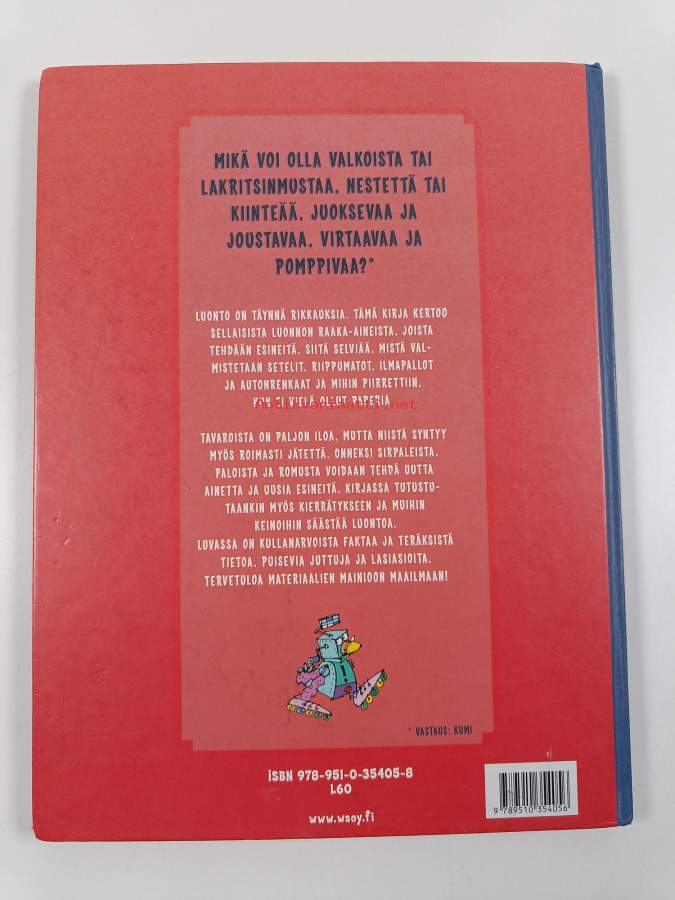 MIKÄ VOI OLLA VALKOISTA TAI
LAKRITSINMUSTAA, NESTETTÄ TAI
KIINTEÄÄ, JUOKSEVAA JA
JOUSTAVAA, VIRTAAVAA JA
POMPPIVAA?*
LUONTO ON TÄYNNÄ RIKKAUKSIA. TÄMÄ KIRJA KERTOO
SELLAISISTA LUONNON RAAKA-AINEISTA, JOISTA
TEHDÄÄN ESINEITÄ. SIITÄ SELVIÄÄ, MISTÄ VAL-
MISTETAAN SETELIT, RIIPPUMATOT, ILMAPALLOT
JA AUTONRENKAAT JA MIHIN PIIRRETTIIN,
KUN EI VIELÄ OLLUT PAPERIA.
Antikvariaatti.net
TAVAROISTA ON PALJON ILOA, MUTTA NIISTÄ SYNTYY
MYÖS ROIMASTI JÄTETTÄ. ONNEKSI SIRPALEISTA,
PALOISTA JA ROMUSTA VOIDAAN TEHDÄ UUTTA
AINETTA JA UUSIA ESINEITÄ. KIRJASSA TUTUSTU-
TAANKIN MYÖS KIERRÄTYKSEEN JA MUIHIN
KEINOIHIN SÄÄSTÄÄ LUONTOA.
LUVASSA ON KULLANARVOISTA FAKTAA JA TERÄKSISTÄ
TIETOA, PUISEVIA JUTTUJA JA LASIASIOITA.
TERVETULOA MATERIAALIEN MAINIOON MAAILMAAN!
* VASTAUS: KUMI
ISBN 978-951-0-35405-8
L60
www.wsoy.fi
9 789510 354056